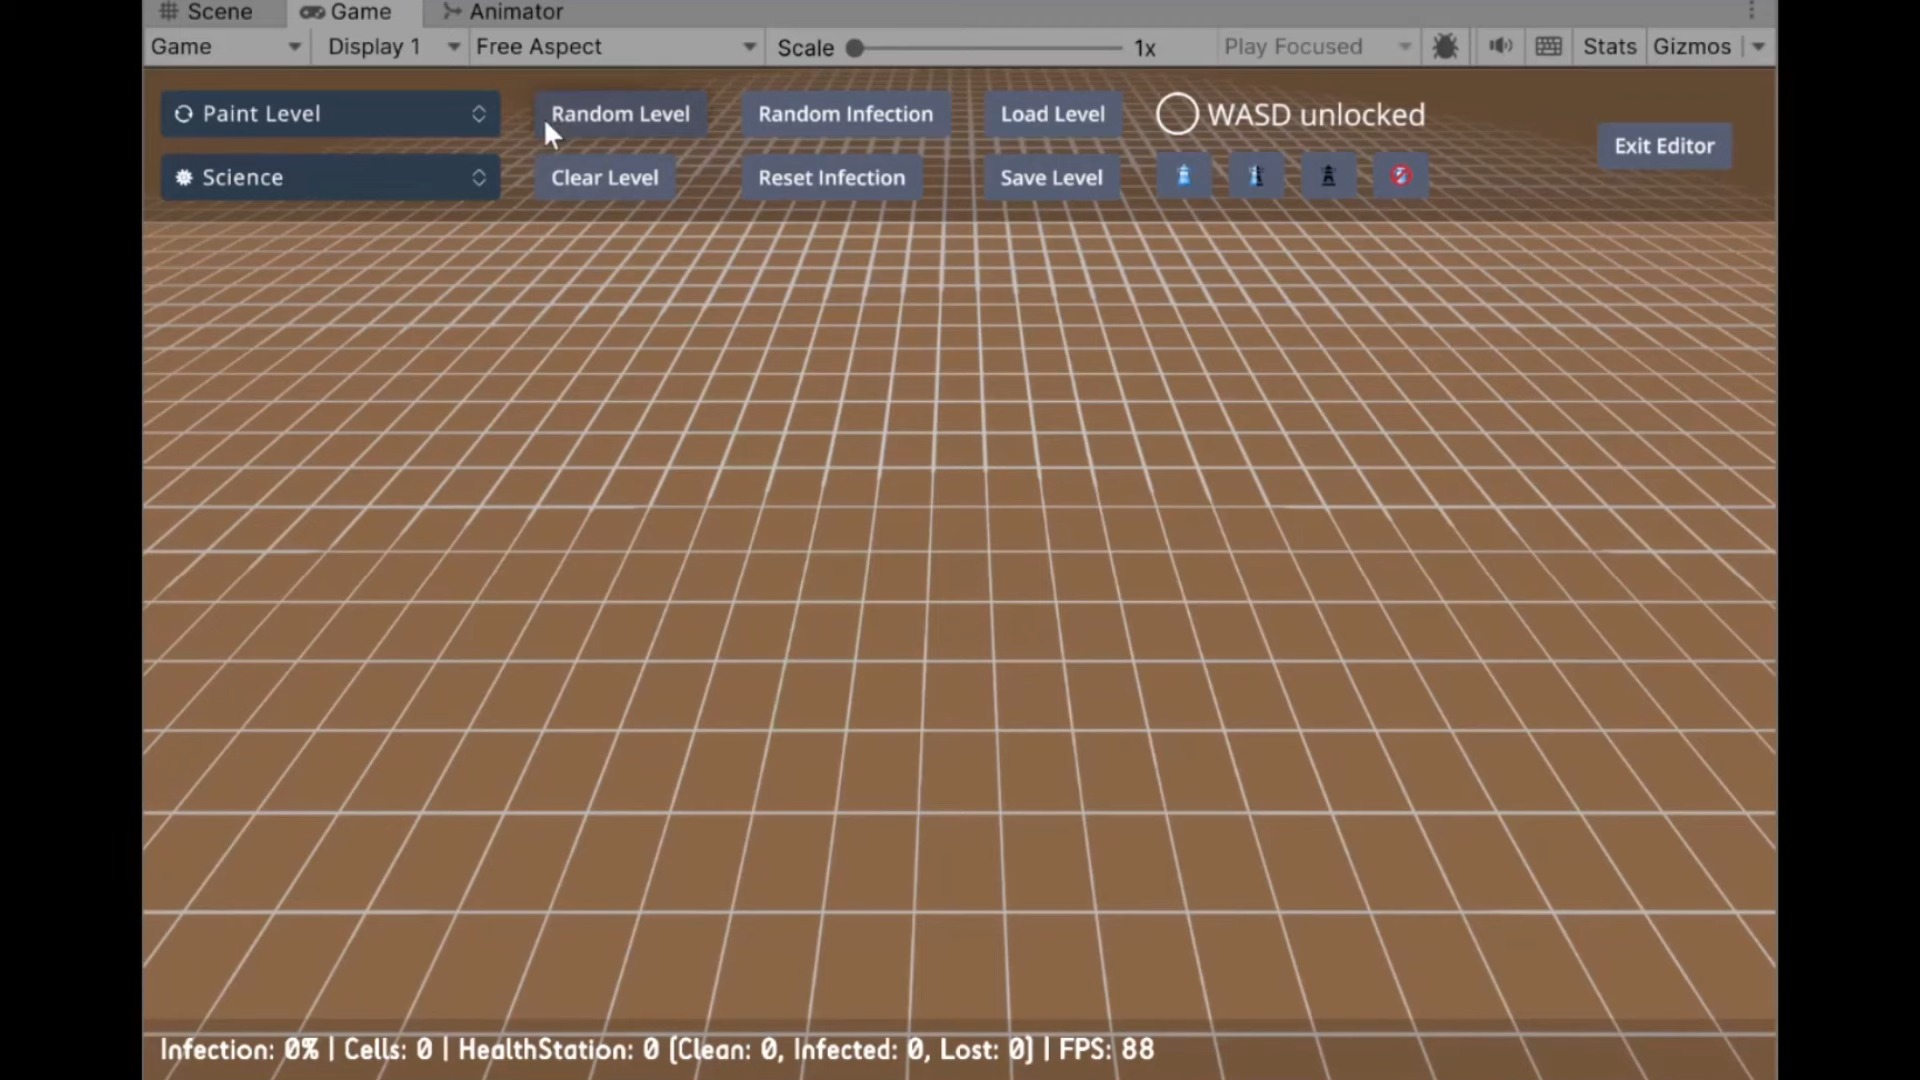 Scene Game Animator
Game Display 1 Free Aspect Scale 1x Play Focused Stats Gizmos
Paint Level Random Level Random Infection Load Level WASD unlocked
Exit Editor
Science Clear Level Reset Infection Save Level
Infection: 0% | Cells: 0 | HealthStation: 0 (Clean: 0, Infected: 0, Lost: 0) | FPS: 88